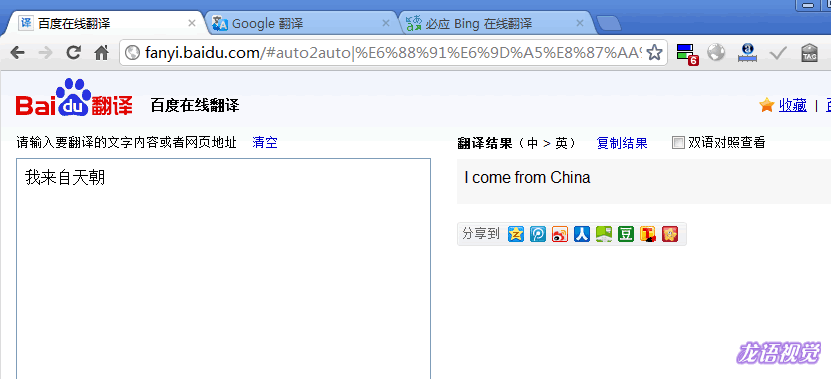 百度在线翻译 Google 翻译 必应 Bing 在线翻译
fanyi.baidu.com/#auto2auto|%E6%88%91%E6%9D%A5%E8%87%AA%
6
TAG
Bai du 翻译 百度在线翻译 收藏 |
请输入要翻译的文字内容或者网页地址 清空 翻译结果（中 > 英） 复制结果 双语对照查看
我来自天朝 I come from China
分享到
人
豆
龙语视觉